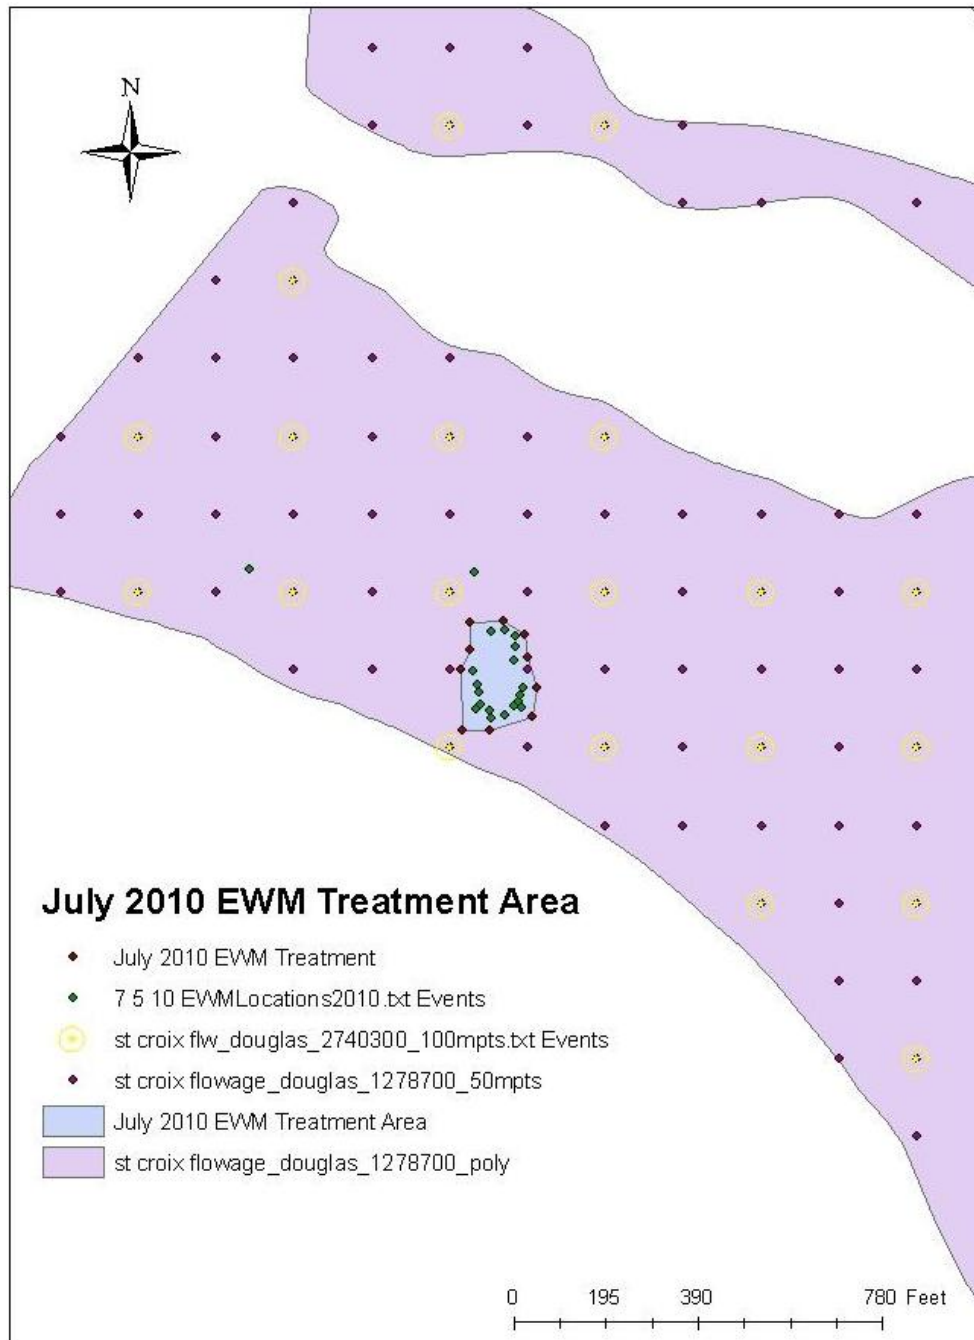 N
July 2010 EWM Treatment Area
July 2010 EWM Treatment
7 5 10 EWMLocations2010.txt Events
st croix flw_douglas_2740300_100mpts.txt Events
st croix flowage_douglas_1278700_50mpts
July 2010 EWM Treatment Area
st croix flowage_douglas_1278700_poly
0 195 390 780 Feet